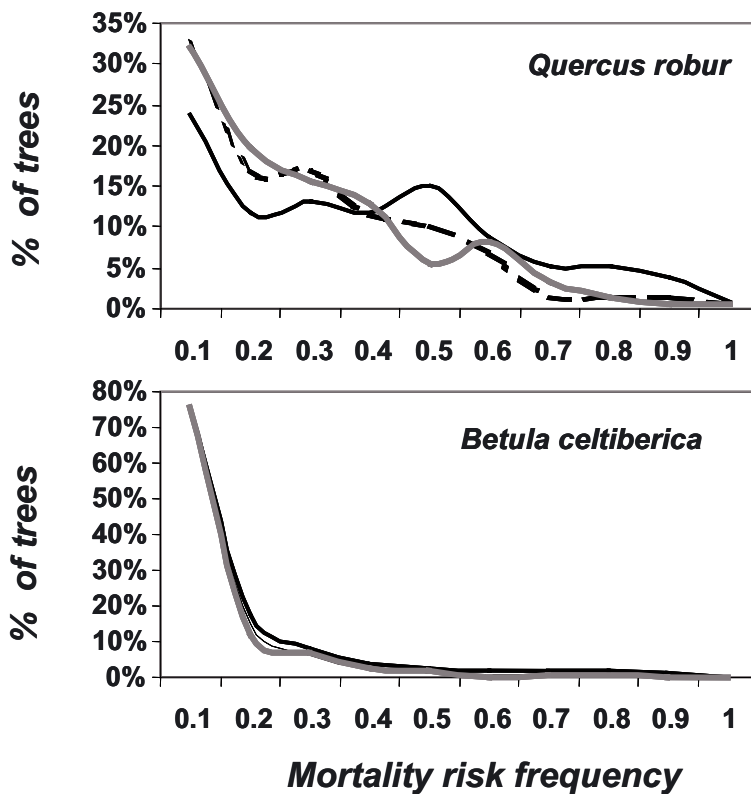 35%
Quercus robur
30%
25%
20%
15%
10%
5%
0%
% of trees
0.1 0.2 0.3 0.4 0.5 0.6 0.7 0.8 0.9 1
80%
Betula celtiberica
70%
60%
50%
40%
30%
20%
10%
0%
% of trees
0.1 0.2 0.3 0.4 0.5 0.6 0.7 0.8 0.9 1
Mortality risk frequency